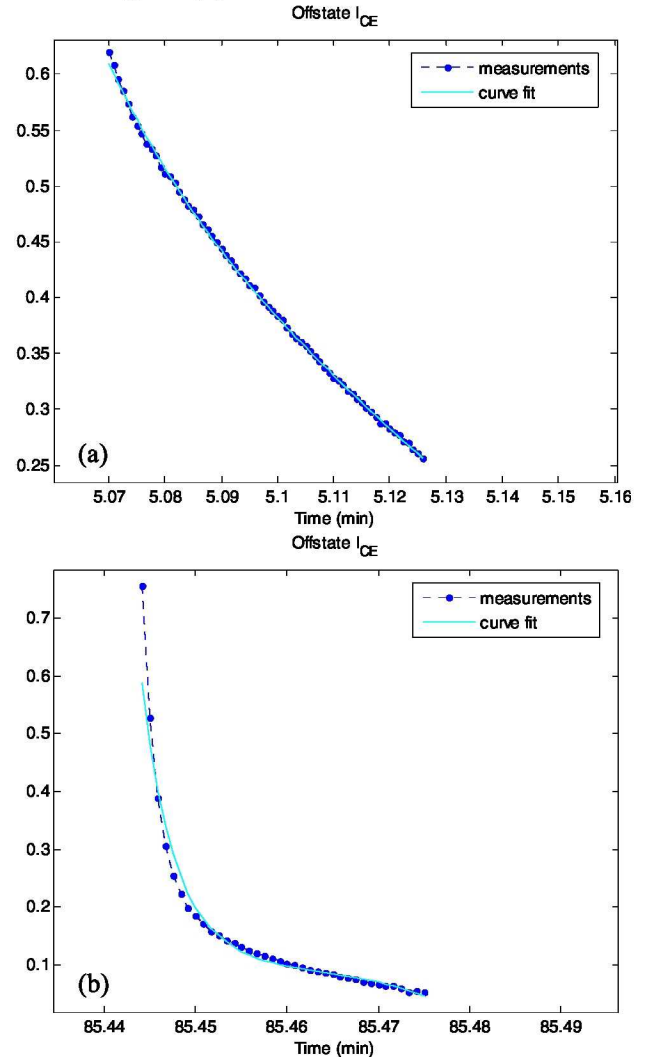 Offstate I_CE
measurements
curve fit
0.6
0.55
0.5
0.45
0.4
0.35
0.3
0.25
(a)
5.07 5.08 5.09 5.1 5.11 5.12 5.13 5.14 5.15 5.16
Time (min)
Offstate I_CE
measurements
curve fit
0.7
0.6
0.5
0.4
0.3
0.2
0.1
(b)
85.44 85.45 85.46 85.47 85.48 85.49
Time (min)